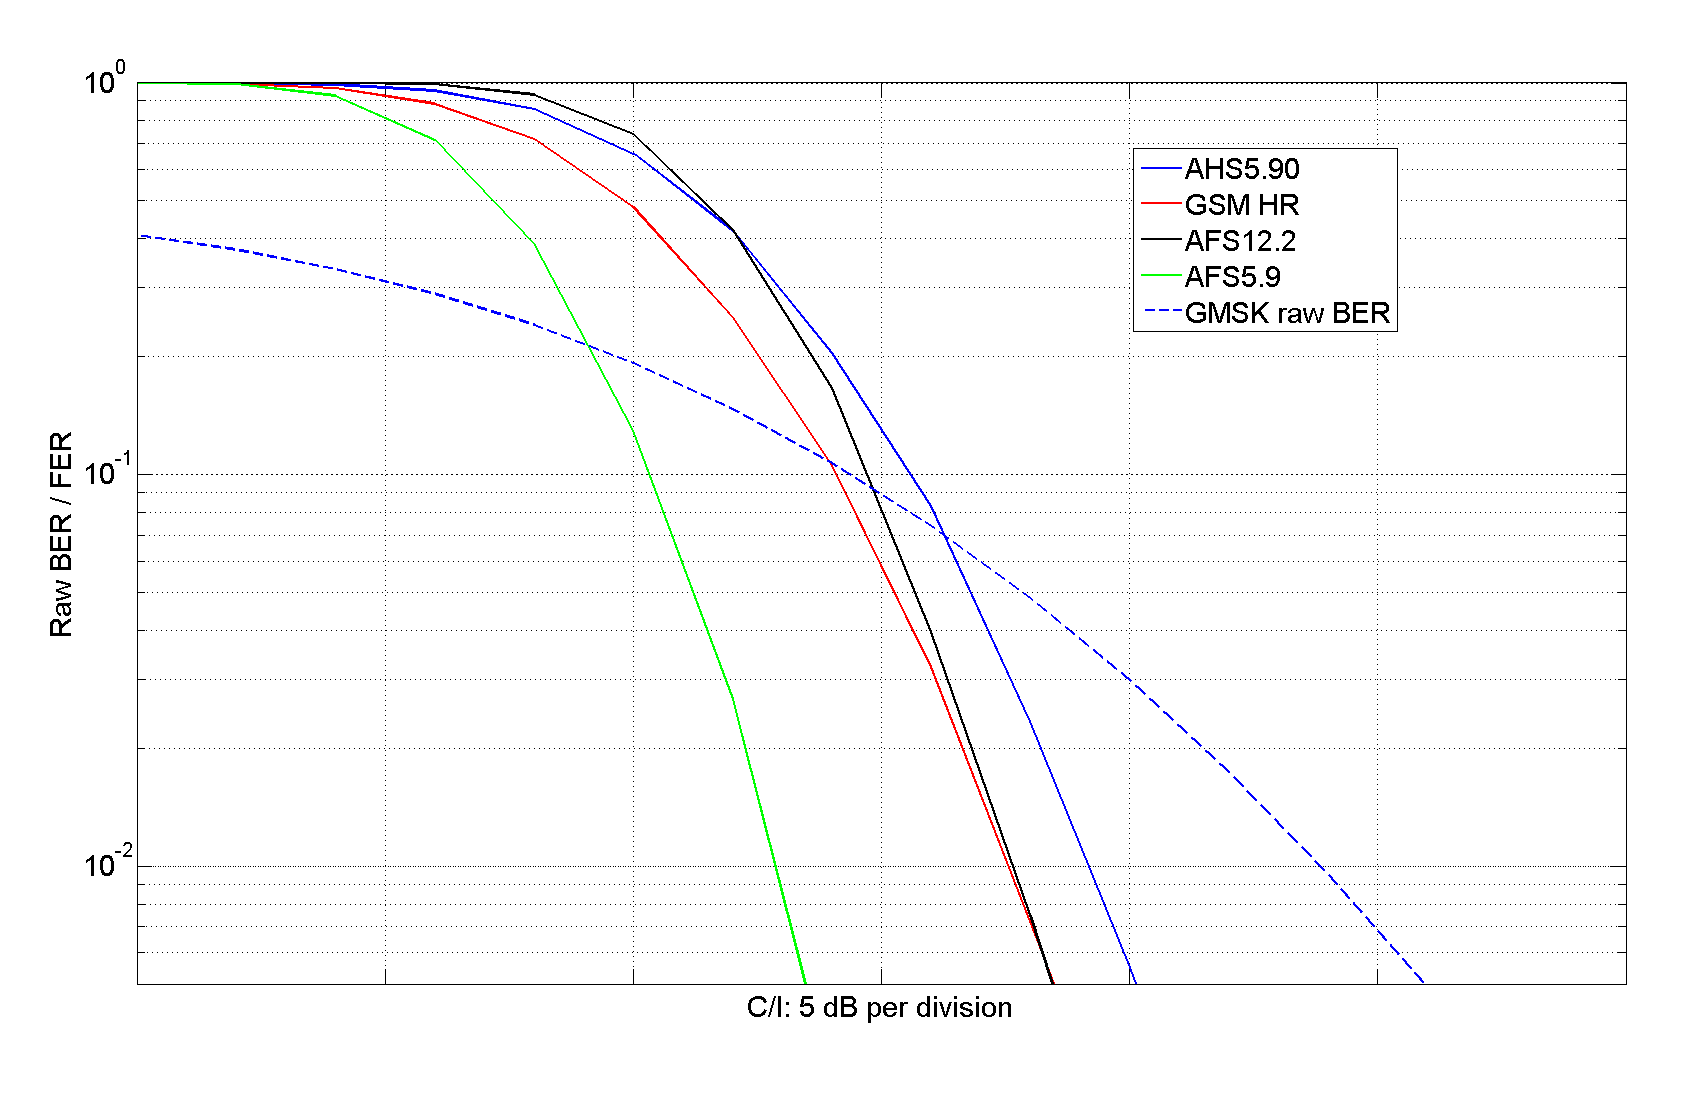 10^0
AHS5.90
GSM HR
AFS12.2
AFS5.9
GMSK raw BER
Raw BER / FER
10^-1
10^-2
C/I: 5 dB per division